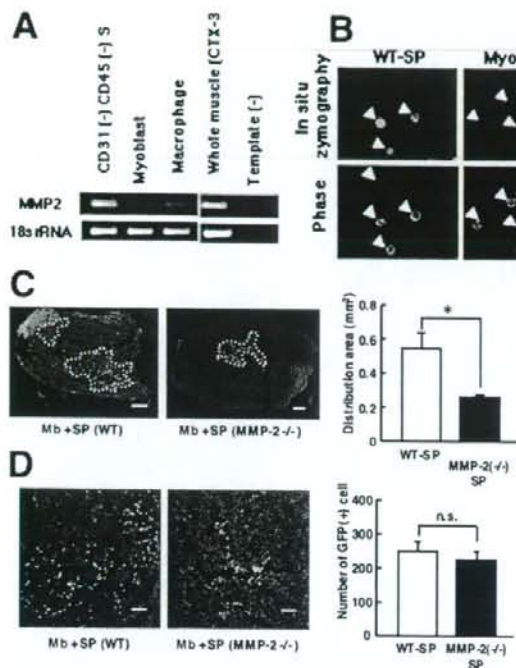 A
CD31 (-) CD45 (-) S
Myoblast
Macrophage
Whole muscle (CTX-3
Template (-)
MMP2
18s rRNA
B
WT-SP
Myo
In situ
zymography
Phase
C
Mb +SP (WT)
Mb +SP (MMP-2 -/-)
Distribution area (mm²)
0.8
0.6
0.4
0.2
0
*
WT-SP
MMP-2(-/-)
SP
D
Mb +SP (WT)
Mb +SP (MMP-2 -/-)
Number of GFP(+) cell
400
300
200
100
0
n.s.
WT-SP
MMP-2(-/-)
SP